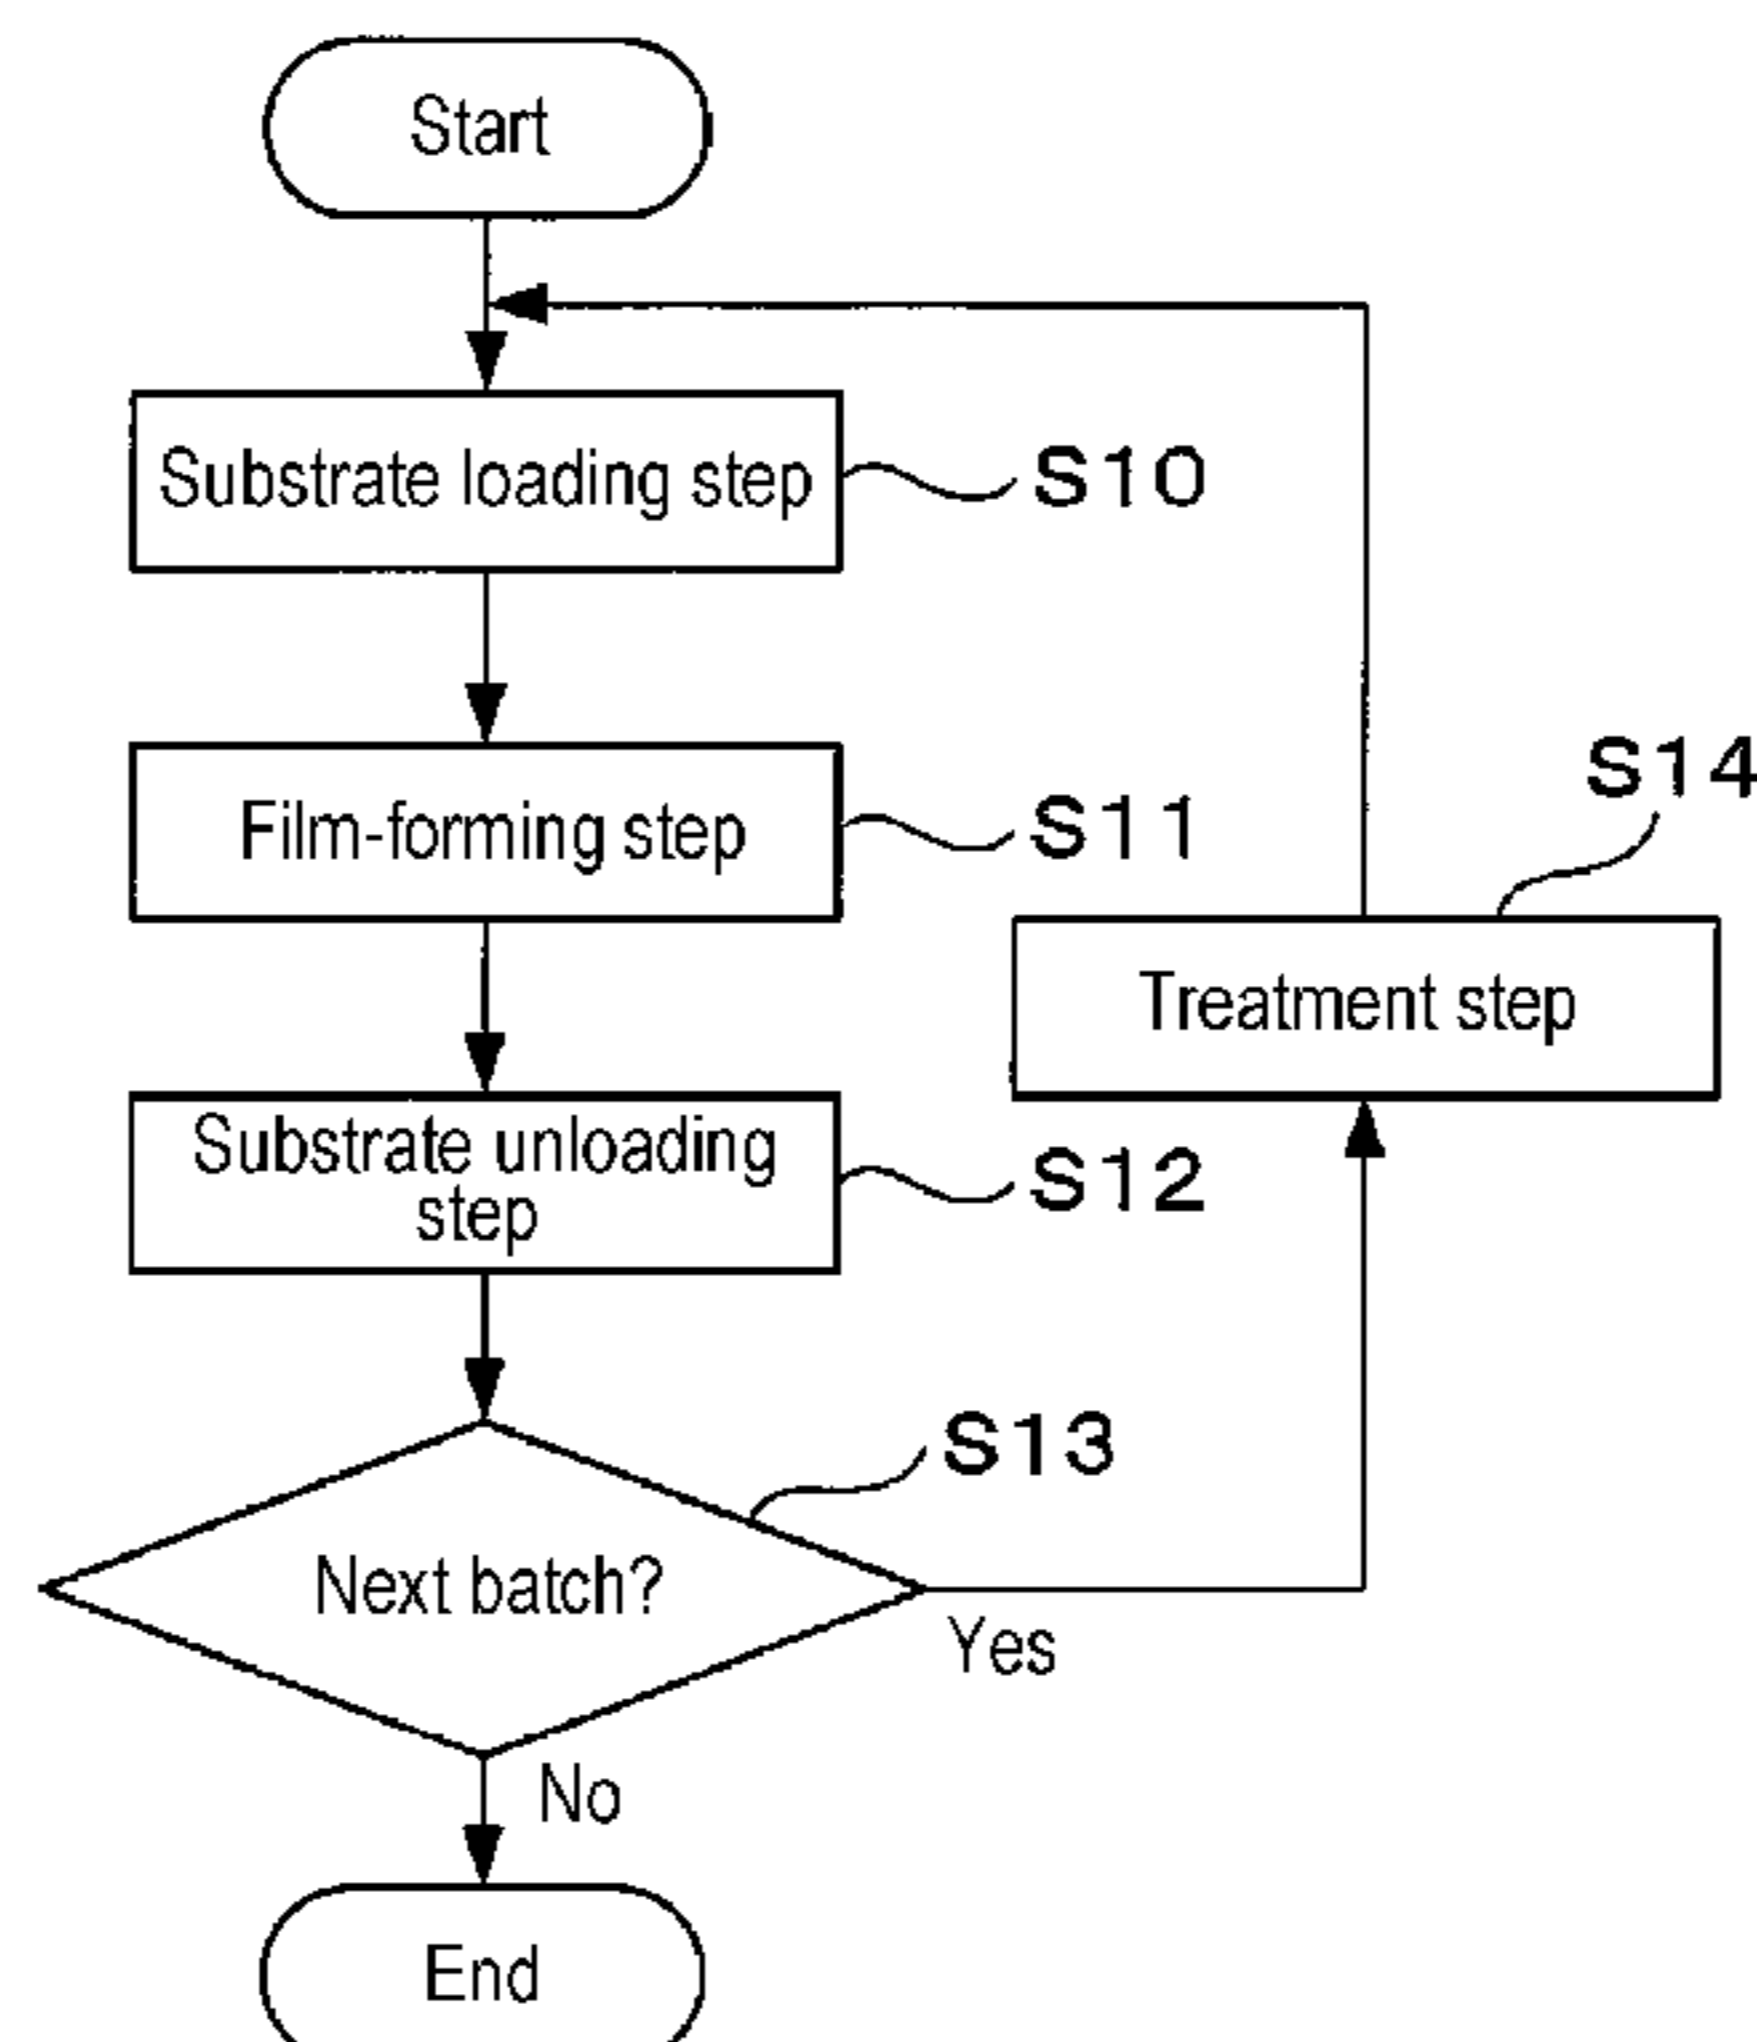 Start
Substrate loading step
S10
Film-forming step
S11
S14
Treatment step
Substrate unloading
step
S12
S13
Next batch?
Yes
No
End